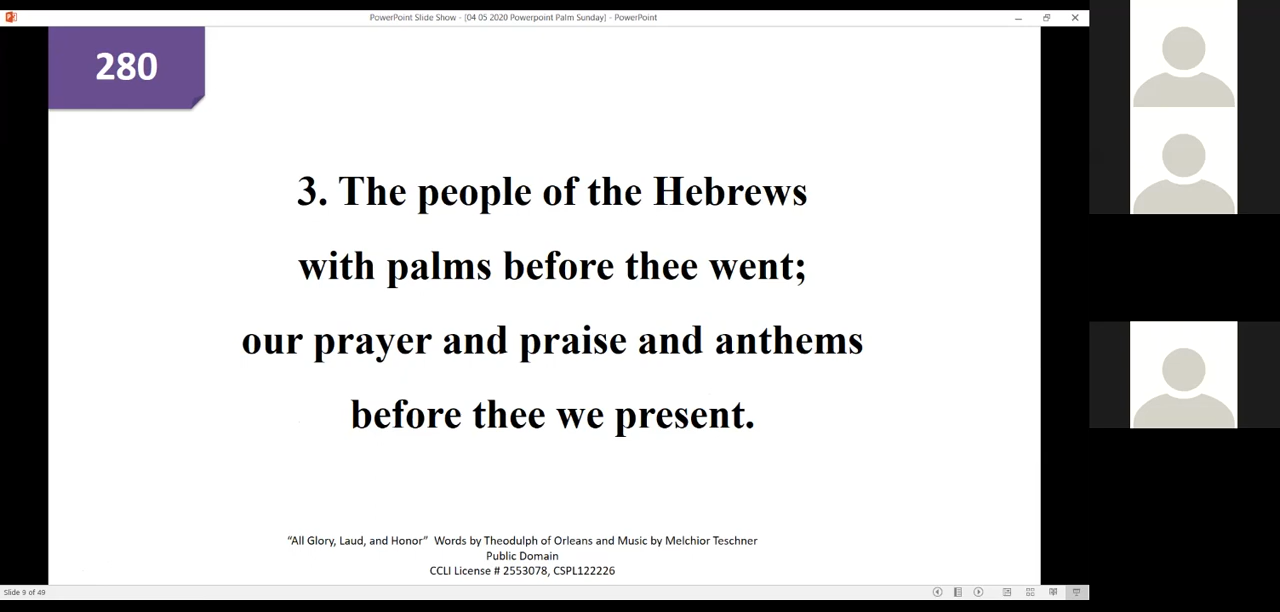 PowerPoint Slide Show - [04 05 2020 Powerpoint Palm Sunday] - PowerPoint
280
3. The people of the Hebrews
with palms before thee went;
our prayer and praise and anthems
before thee we present.
“All Glory, Laud, and Honor” Words by Theodulph of Orleans and Music by Melchior Teschner
Public Domain
CCLI License # 2553078, CSPL122226
Slide 9 of 49